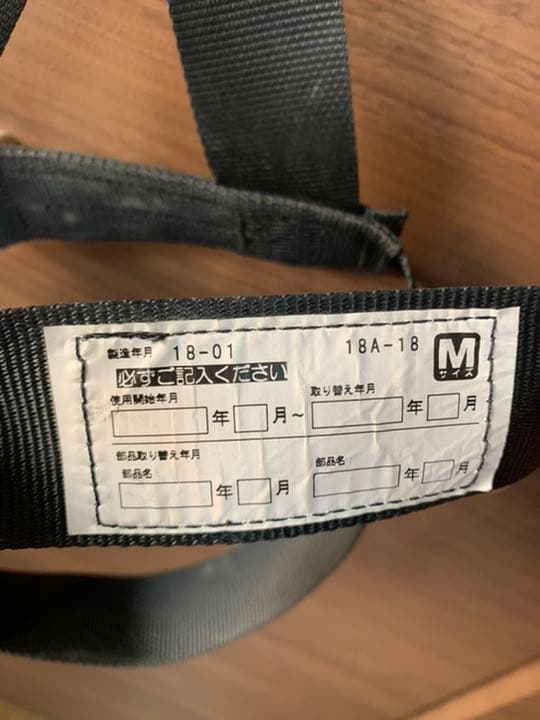 製造年月 18-01 18A-18 M
サイズ
必ずご記入ください
使用開始年月 取り替え年月
年 月~ 年 月
部品取り替え年月
部品名: 部品名:
年 月 年 月